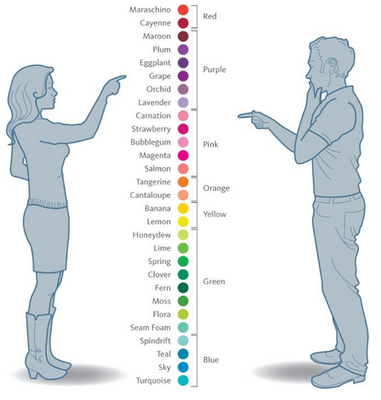 Maraschino
Cayenne
Red
Maroon
Plum
Eggplant
Grape
Orchid
Lavender
Purple
Carnation
Strawberry
Bubblegum
Magenta
Salmon
Pink
Tangerine
Cantaloupe
Orange
Banana
Lemon
Yellow
Honeydew
Lime
Spring
Clover
Fern
Moss
Flora
Seam Foam
Green
Spindrift
Teal
Sky
Turquoise
Blue